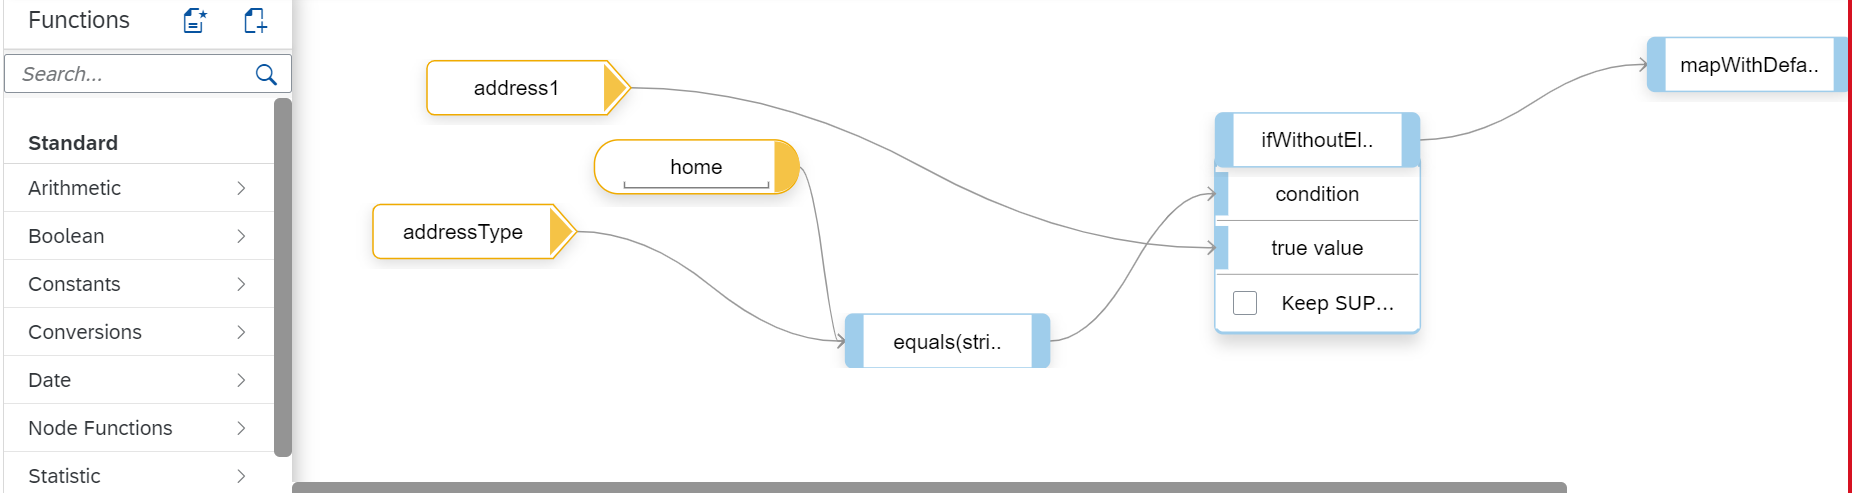 Functions
Search...
Standard
Arithmetic
Boolean
Constants
Conversions
Date
Node Functions
Statistic
address1
home
addressType
equals(stri..
ifWithoutEl..
condition
true value
Keep SUP...
mapWithDefa..